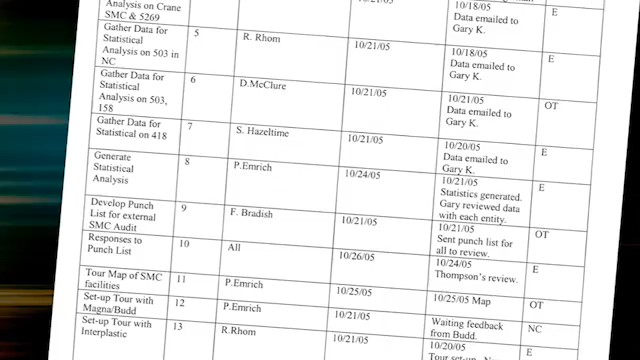 Analysis on Crane
SMC & 5269
10/21/05
10/18/05
Data emailed to
Gary K.
E
Gather Data for
Statistical
Analysis on 503 in
NC
5
R. Rhom
10/21/05
10/18/05
Data emailed to
Gary K.
E
Gather Data for
Statistical
Analysis on 503,
158
6
D.McClure
10/21/05
10/21/05
Data emailed to
Gary K.
OT
Gather Data for
Statistical on 418
7
S. Hazeltime
10/21/05
10/20/05
Data emailed to
Gary K.
E
Generate
Statistical
Analysis
8
P.Emrich
10/24/05
10/21/05
Statistics generated.
Gary reviewed data
with each entity.
E
Develop Punch
List for external
SMC Audit
9
F. Bradish
10/21/05
10/21/05
Sent punch list for
all to review.
OT
Responses to
Punch List
10
All
10/26/05
10/24/05
Thompson's review.
E
Tour Map of SMC
facilities
11
P.Emrich
10/25/05
10/25/05 Map
OT
Set-up Tour with
Magna/Budd
12
P.Emrich
10/21/05
Waiting feedback
from Budd.
NC
Set-up Tour with
Interplastic
13
R.Rhom
10/21/05
10/20/05
Tour set-up.
E